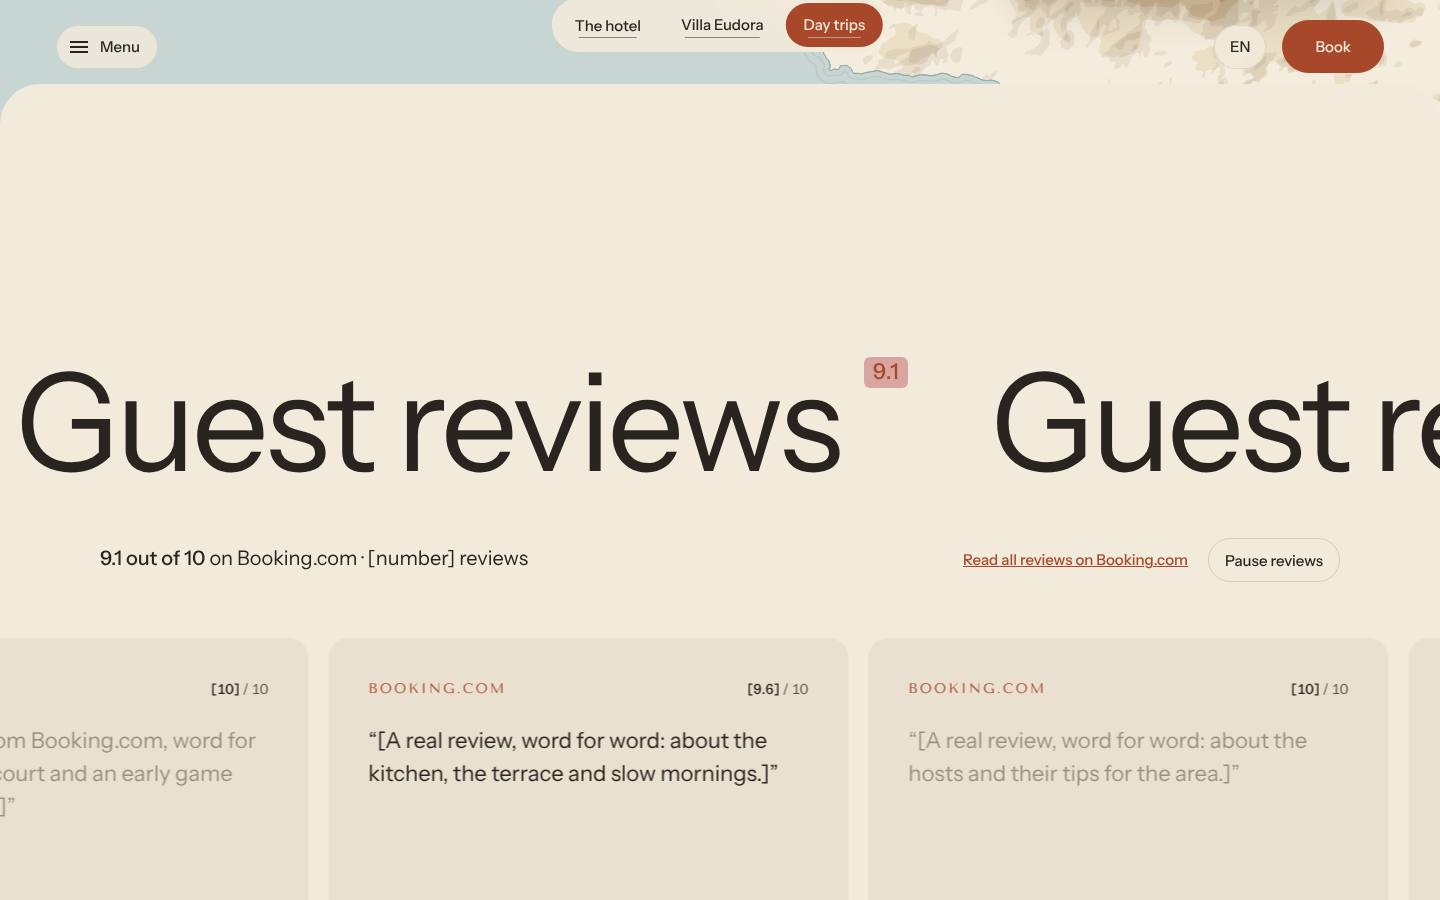 Menu
The hotel
Villa Eudora
Day trips
EN
Book
Guest reviews 9.1 Guest re
9.1 out of 10 on Booking.com · [number] reviews
Read all reviews on Booking.com
Pause reviews
[10] / 10
om Booking.com, word for
court and an early game
]”
BOOKING.COM
[9.6] / 10
“[A real review, word for word: about the
kitchen, the terrace and slow mornings.]”
BOOKING.COM
[10] / 10
“[A real review, word for word: about the
hosts and their tips for the area.]”